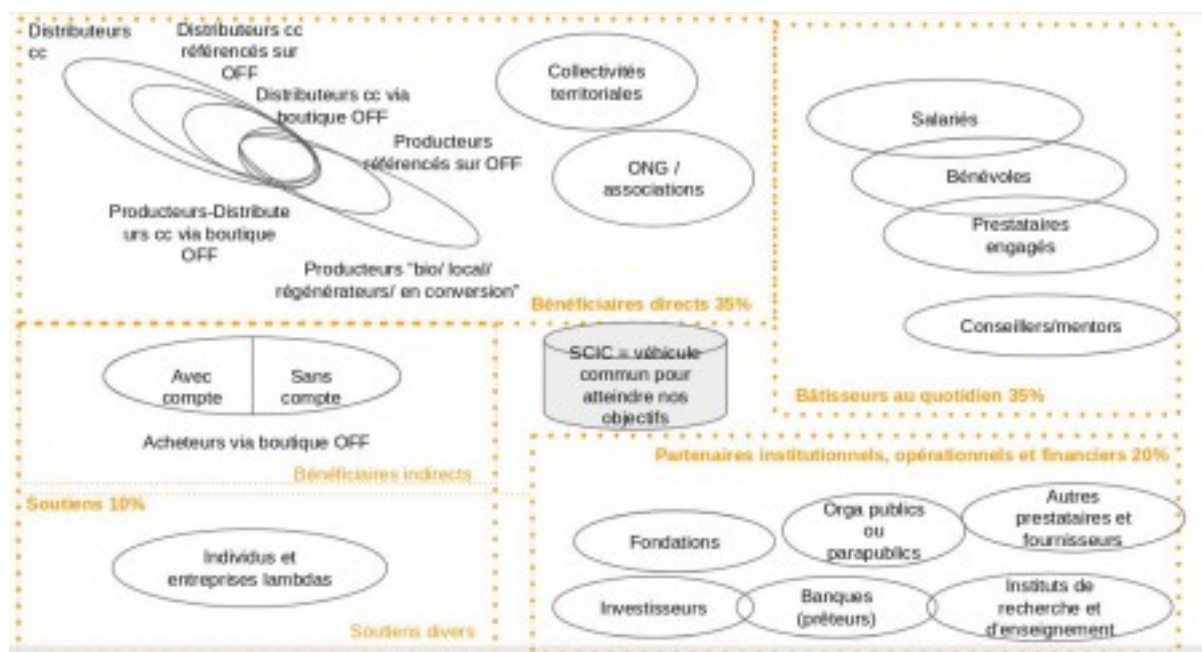 Distributeurs
cc
Distributeurs cc
référencés sur
OFF
Distributeurs cc via
boutique OFF
Producteurs
référencés sur OFF
Producteurs-Distribute
urs cc via boutique
OFF
Producteurs "bio/ local/
régénérateurs/ en conversion"
Collectivités
territoriales
ONG /
associations
Bénéficiaires directs 35%
Salariés
Bénévoles
Prestataires
engagés
Conseillers/mentors
Bâtisseurs au quotidien 35%
Avec
compte
Sans
compte
Acheteurs via boutique OFF
Bénéficiaires indirects
SCIC = véhicule
commun pour
atteindre nos
objectifs
Soutiens 10%
Individus et
entreprises lambdas
Soutiens divers
Partenaires institutionnels, opérationnels et financiers 20%
Fondations
Orga publics
ou
parapublics
Autres
prestataires et
fournisseurs
Investisseurs
Banques
(prêteurs)
Instituts de
recherche et
d'enseignement